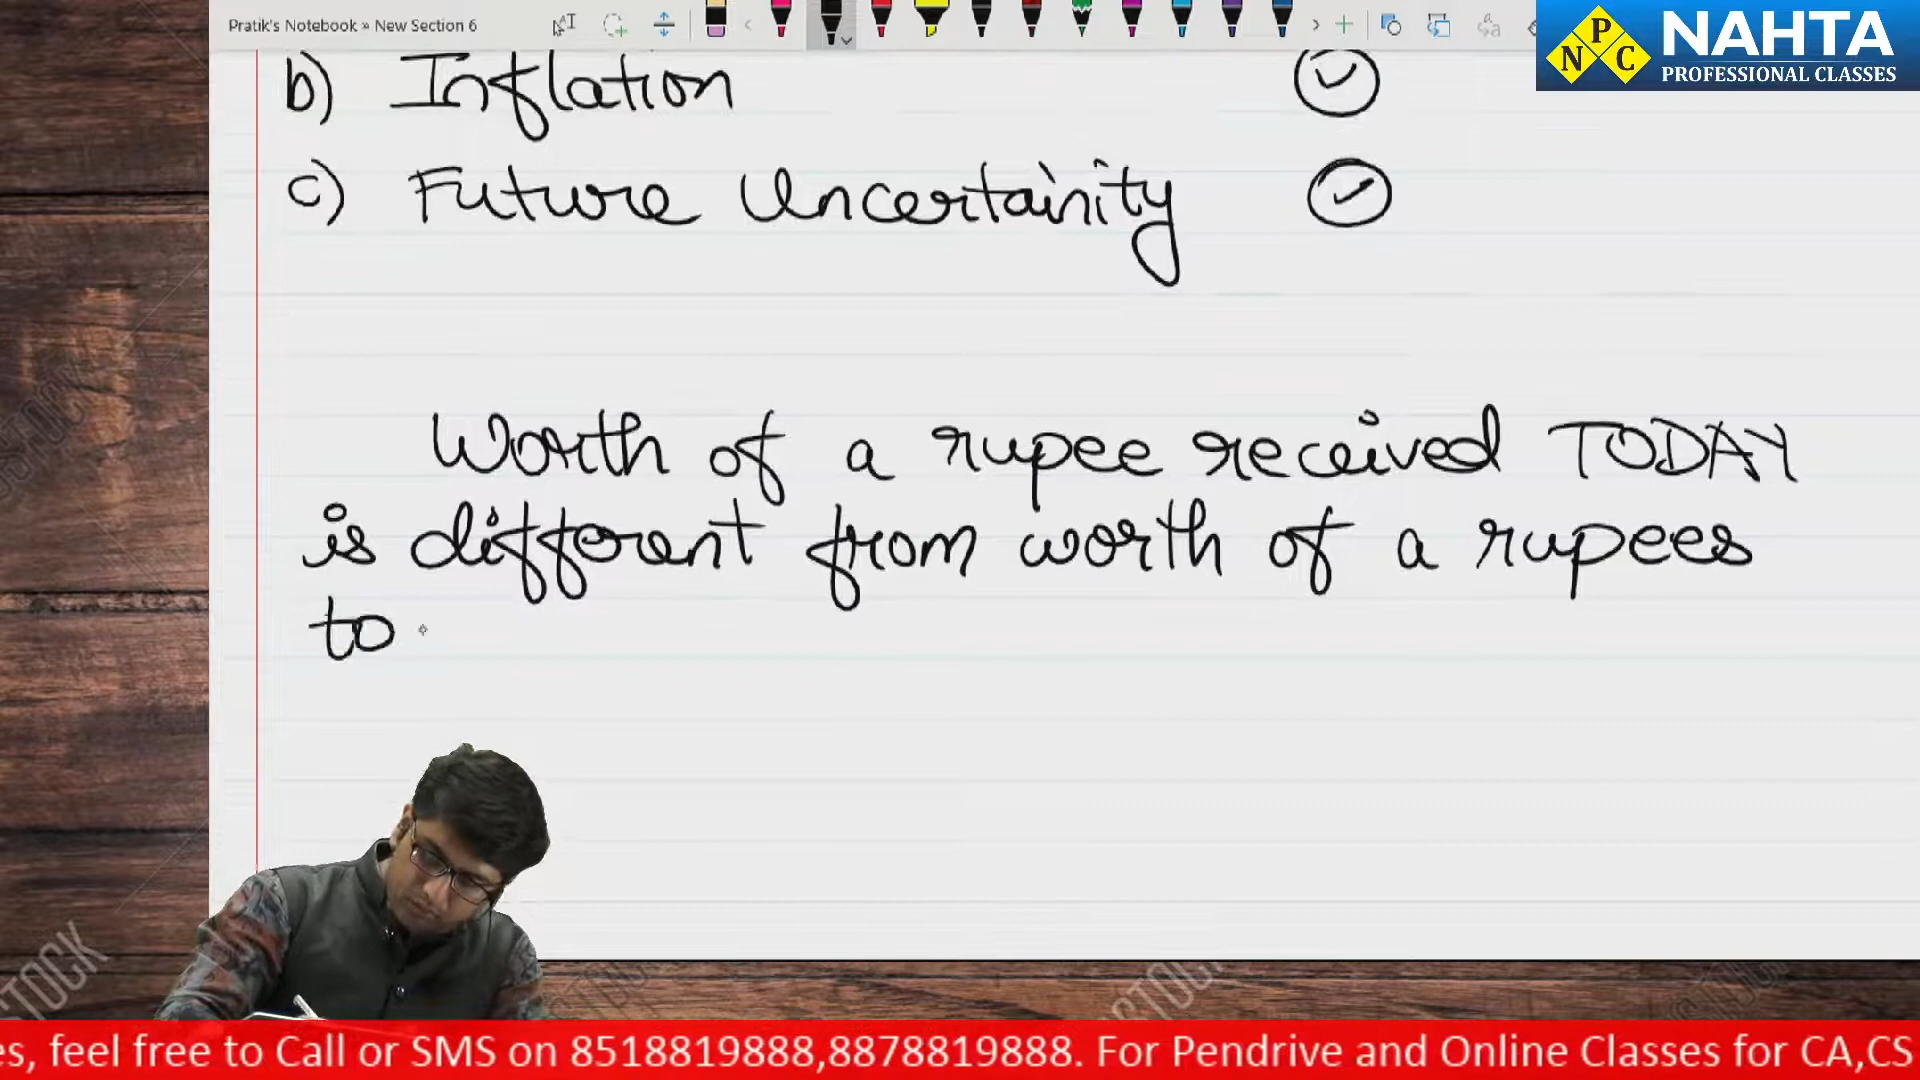 Pratik's Notebook » New Section 6
NPC
NAHTA
PROFESSIONAL CLASSES
b) Inflation
c) Future Uncertainity
Worth of a rupee received TODAY
is different from worth of a rupees
to
STOCK
es, feel free to Call or SMS on 8518819888,8878819888. For Pendrive and Online Classes for CA,CS